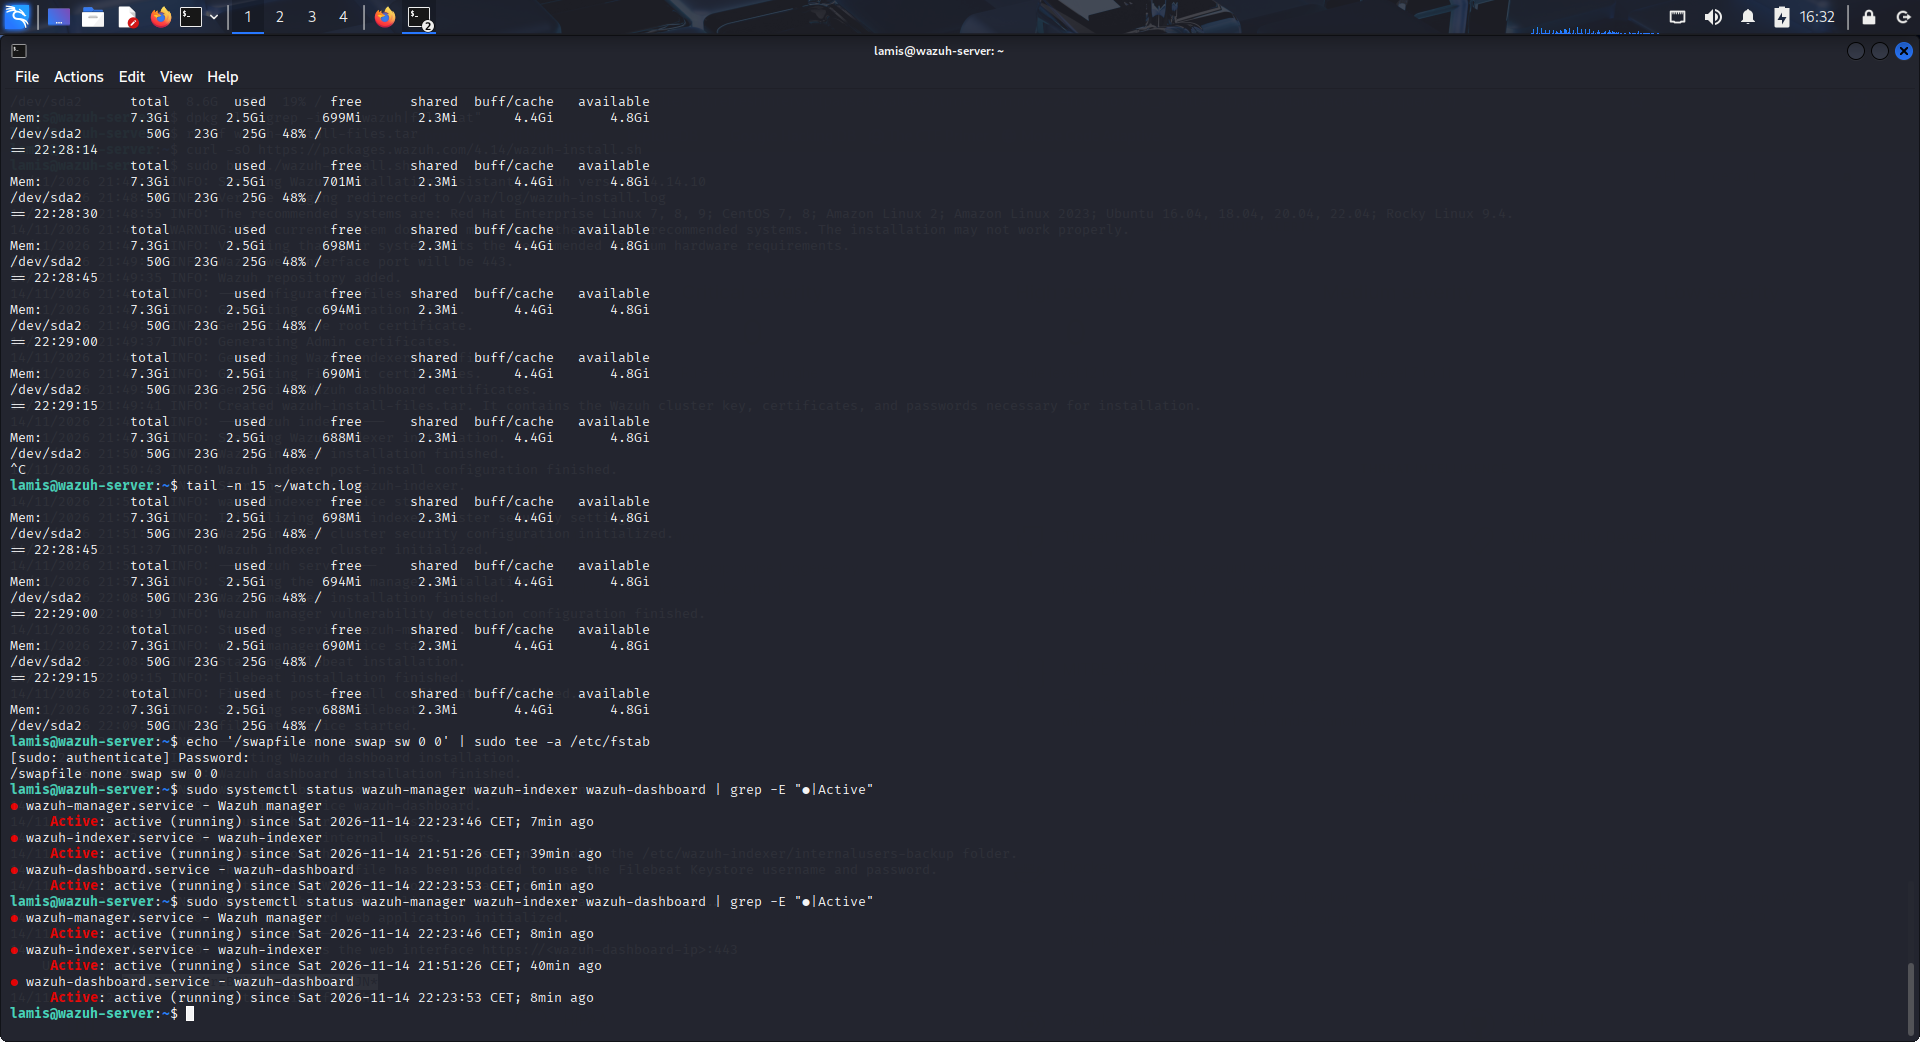 1 2 3 4 2 16:32
lamis@wazuh-server: ~
File Actions Edit View Help
total used free shared buff/cache available
Mem: 7.3Gi 2.5Gi 699Mi 2.3Mi 4.4Gi 4.8Gi
/dev/sda2 50G 23G 25G 48% /
== 22:28:14
total used free shared buff/cache available
Mem: 7.3Gi 2.5Gi 701Mi 2.3Mi 4.4Gi 4.8Gi
/dev/sda2 50G 23G 25G 48% /
== 22:28:30
total used free shared buff/cache available
Mem: 7.3Gi 2.5Gi 698Mi 2.3Mi 4.4Gi 4.8Gi
/dev/sda2 50G 23G 25G 48% /
== 22:28:45
total used free shared buff/cache available
Mem: 7.3Gi 2.5Gi 694Mi 2.3Mi 4.4Gi 4.8Gi
/dev/sda2 50G 23G 25G 48% /
== 22:29:00
total used free shared buff/cache available
Mem: 7.3Gi 2.5Gi 690Mi 2.3Mi 4.4Gi 4.8Gi
/dev/sda2 50G 23G 25G 48% /
== 22:29:15
total used free shared buff/cache available
Mem: 7.3Gi 2.5Gi 688Mi 2.3Mi 4.4Gi 4.8Gi
/dev/sda2 50G 23G 25G 48% /
^C
lamis@wazuh-server:~$ tail -n 15 ~/watch.log
total used free shared buff/cache available
Mem: 7.3Gi 2.5Gi 698Mi 2.3Mi 4.4Gi 4.8Gi
/dev/sda2 50G 23G 25G 48% /
== 22:28:45
total used free shared buff/cache available
Mem: 7.3Gi 2.5Gi 694Mi 2.3Mi 4.4Gi 4.8Gi
/dev/sda2 50G 23G 25G 48% /
== 22:29:00
total used free shared buff/cache available
Mem: 7.3Gi 2.5Gi 690Mi 2.3Mi 4.4Gi 4.8Gi
/dev/sda2 50G 23G 25G 48% /
== 22:29:15
total used free shared buff/cache available
Mem: 7.3Gi 2.5Gi 688Mi 2.3Mi 4.4Gi 4.8Gi
/dev/sda2 50G 23G 25G 48% /
lamis@wazuh-server:~$ echo '/swapfile none swap sw 0 0' | sudo tee -a /etc/fstab
[sudo: authenticate] Password:
/swapfile none swap sw 0 0
lamis@wazuh-server:~$ sudo systemctl status wazuh-manager wazuh-indexer wazuh-dashboard | grep -E "●|Active"
● wazuh-manager.service - Wazuh manager
Active: active (running) since Sat 2026-11-14 22:23:46 CET; 7min ago
● wazuh-indexer.service - wazuh-indexer
Active: active (running) since Sat 2026-11-14 21:51:26 CET; 39min ago
● wazuh-dashboard.service - wazuh-dashboard
Active: active (running) since Sat 2026-11-14 22:23:53 CET; 6min ago
lamis@wazuh-server:~$ sudo systemctl status wazuh-manager wazuh-indexer wazuh-dashboard | grep -E "●|Active"
● wazuh-manager.service - Wazuh manager
Active: active (running) since Sat 2026-11-14 22:23:46 CET; 8min ago
● wazuh-indexer.service - wazuh-indexer
Active: active (running) since Sat 2026-11-14 21:51:26 CET; 40min ago
● wazuh-dashboard.service - wazuh-dashboard
Active: active (running) since Sat 2026-11-14 22:23:53 CET; 8min ago
lamis@wazuh-server:~$